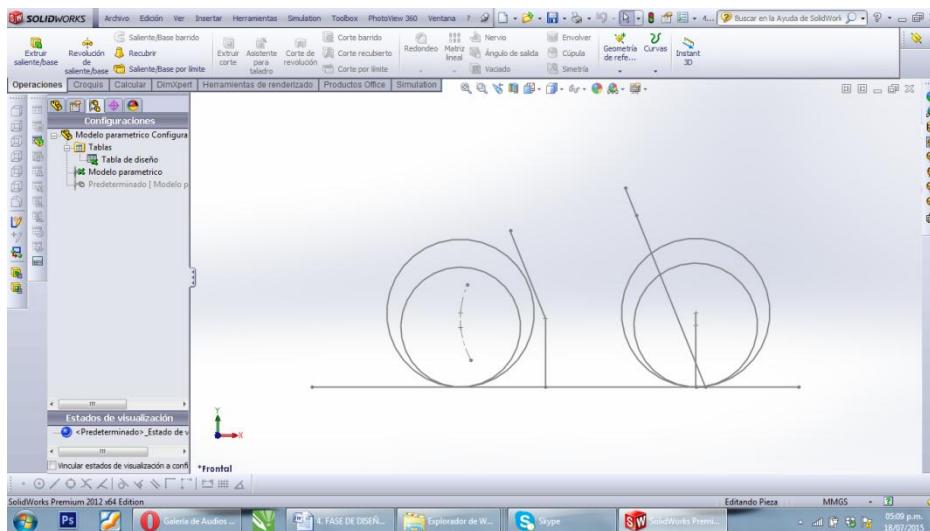 SOLIDWORKS Archivo Edición Ver Insertar Herramientas Simulation Toolbox PhotoView 360 Ventana ? 4... Buscar en la Ayuda de SolidWork
Extruir saliente/base
Revolución de saliente/base
Saliente/Base barrido
Recubrir
Saliente/Base por límite
Extruir corte
Asistente para taladro
Corte de revolución
Corte barrido
Corte recubierto
Corte por límite
Redondeo
Matriz lineal
Nervio
Ángulo de salida
Vaciado
Envolver
Cúpula
Simetría
Geometría de refe...
Curvas
Instant 3D
Operaciones Croquis Calcular DimXpert Herramientas de renderizado Productos Office Simulation
Configuraciones
Modelo parametrico Configura
Tablas
Tabla de diseño
Modelo parametrico
Predeterminado [ Modelo p
Estados de visualización
<Predeterminado>_Estado de v
Vincular estados de visualización a confi
Y
X
*Frontal
SolidWorks Premium 2012 x64 Edition Editando Pieza MMGS
Ps Galería de Audios ... 4. FASE DE DISEÑ... Explorador de W... Skype SolidWorks Premi...
05:09 p.m.
18/07/2015